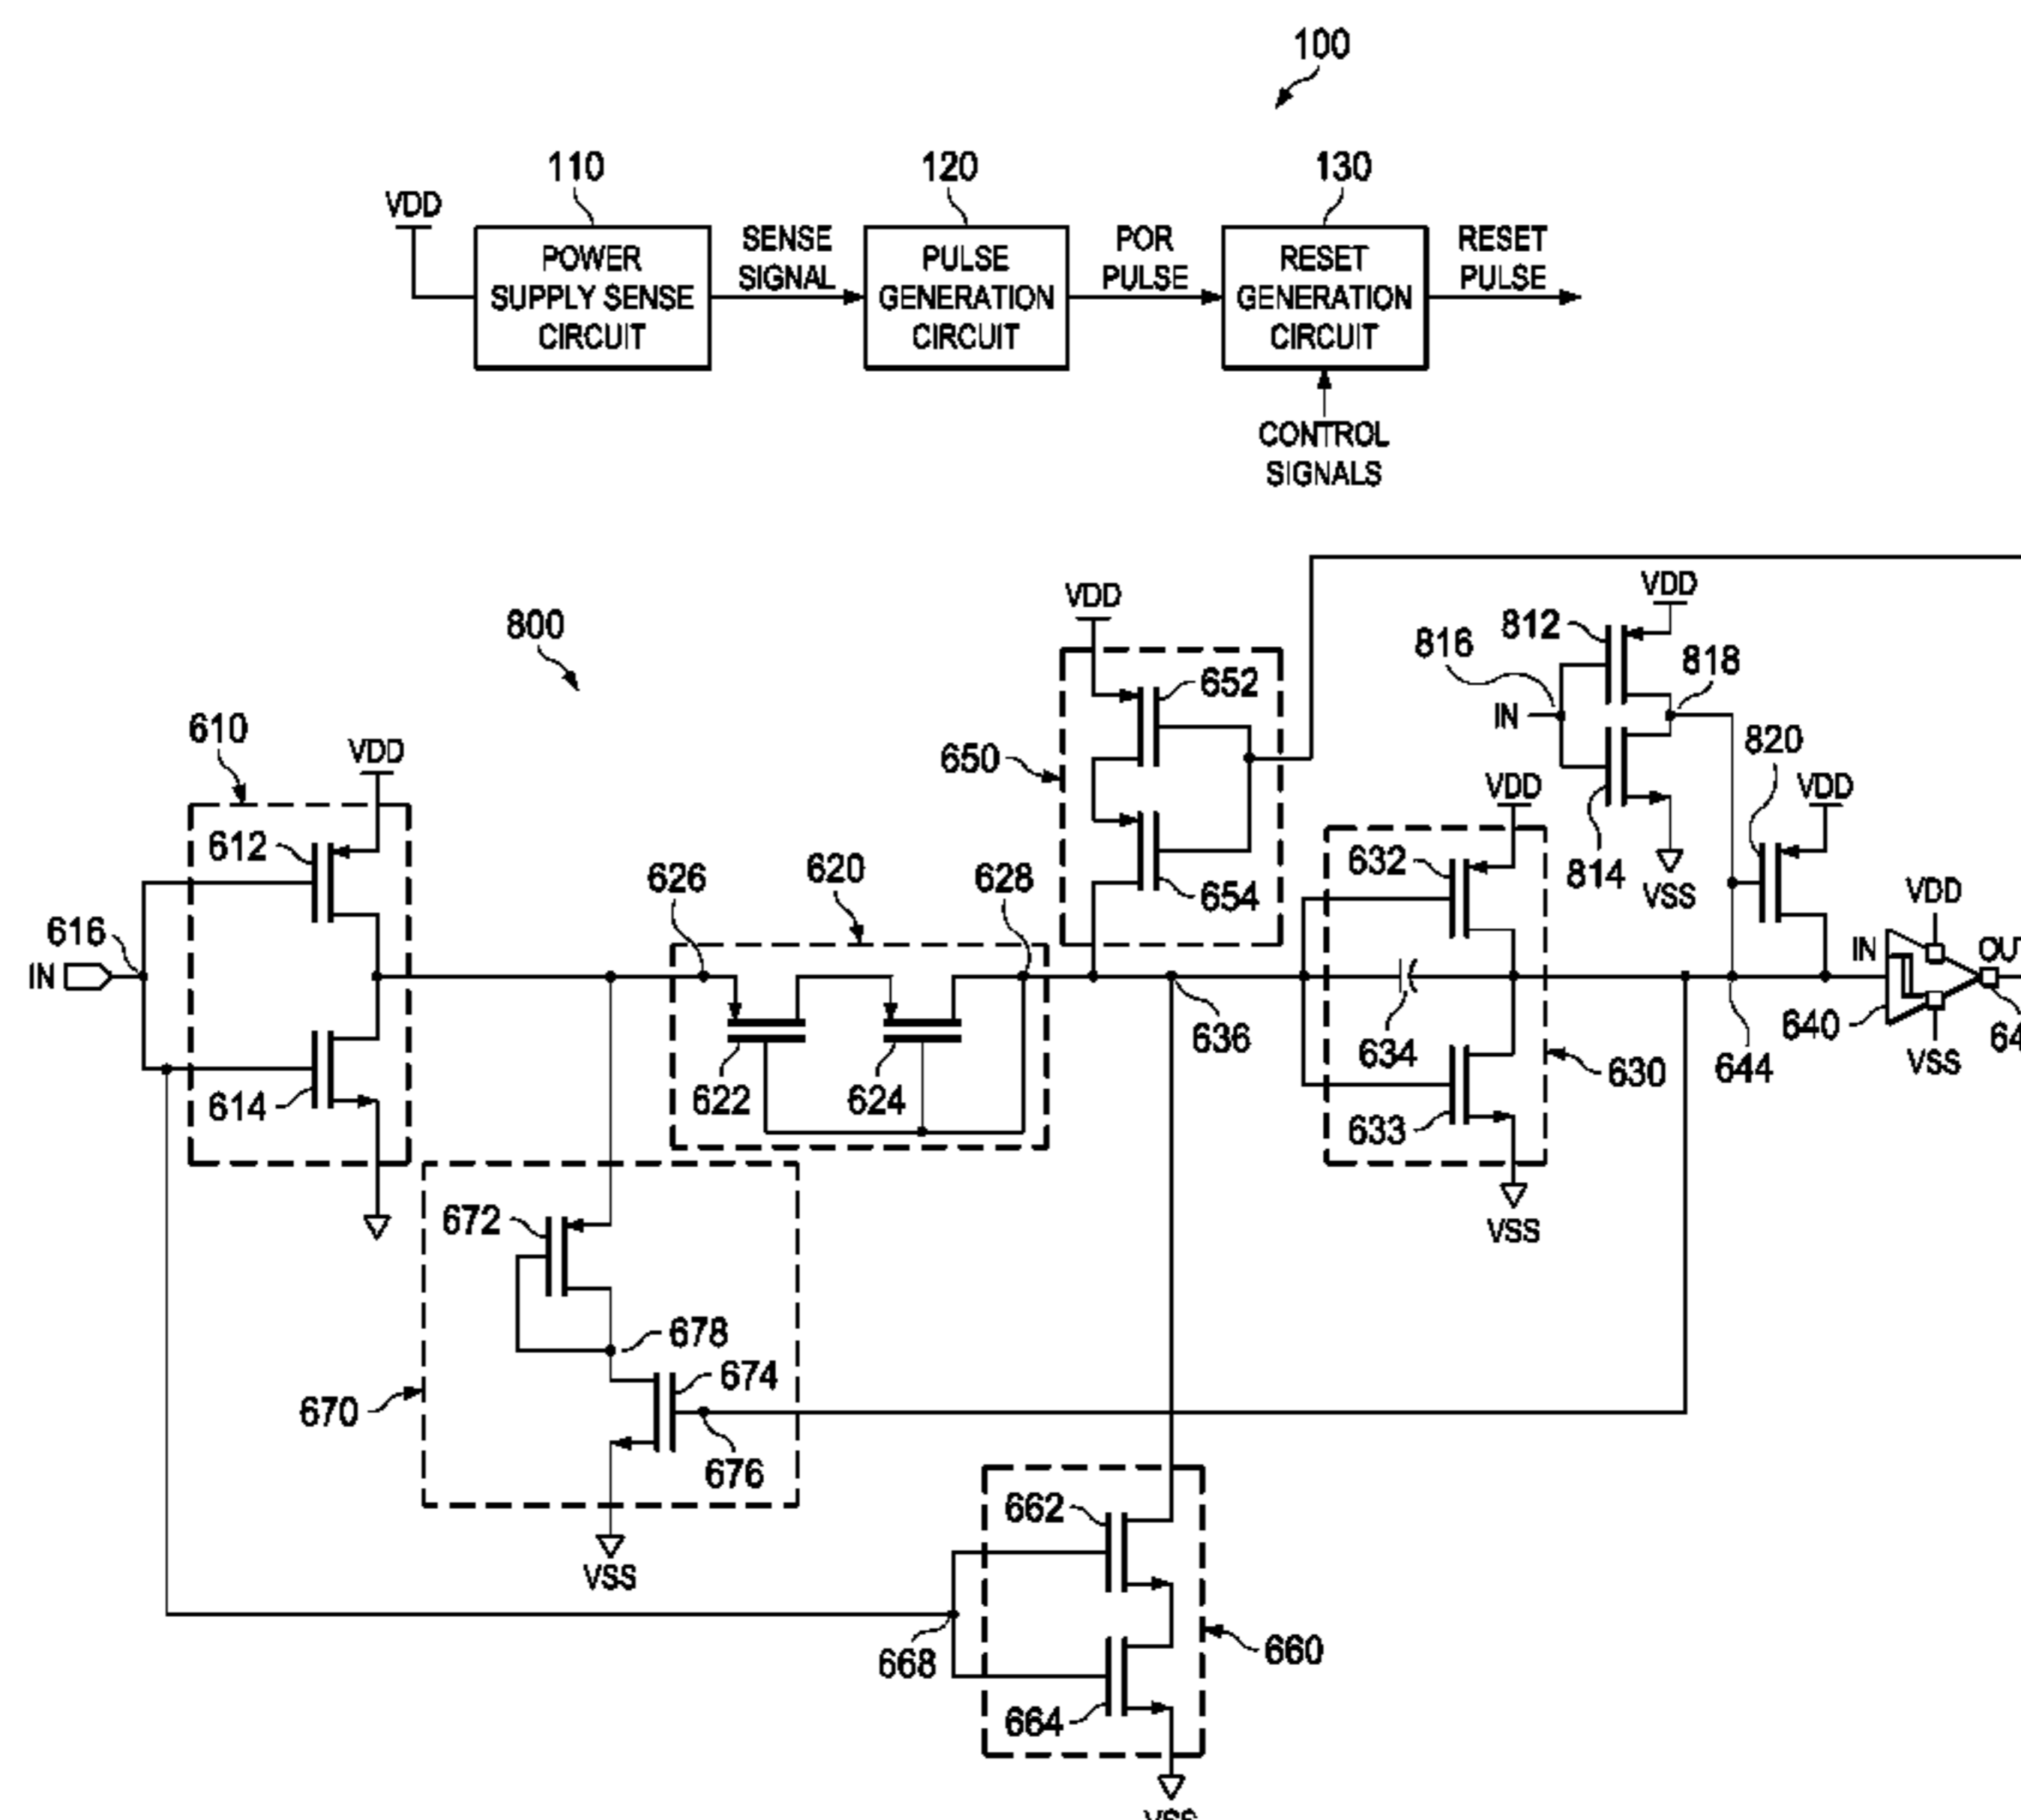 100
110
120
130
VDD
POWER
SUPPLY SENSE
CIRCUIT
SENSE
SIGNAL
PULSE
GENERATION
CIRCUIT
POR
PULSE
RESET
GENERATION
CIRCUIT
RESET
PULSE
CONTROL
SIGNALS
800
VDD
652
650
654
816
812
VDD
818
IN
814
VSS
820
VDD
610
VDD
612
616
IN
614
626
620
628
622
624
VDD
632
636
634
633
630
VSS
644
VDD
IN
OUT
640
VSS
672
678
674
670
676
VSS
662
668
660
664